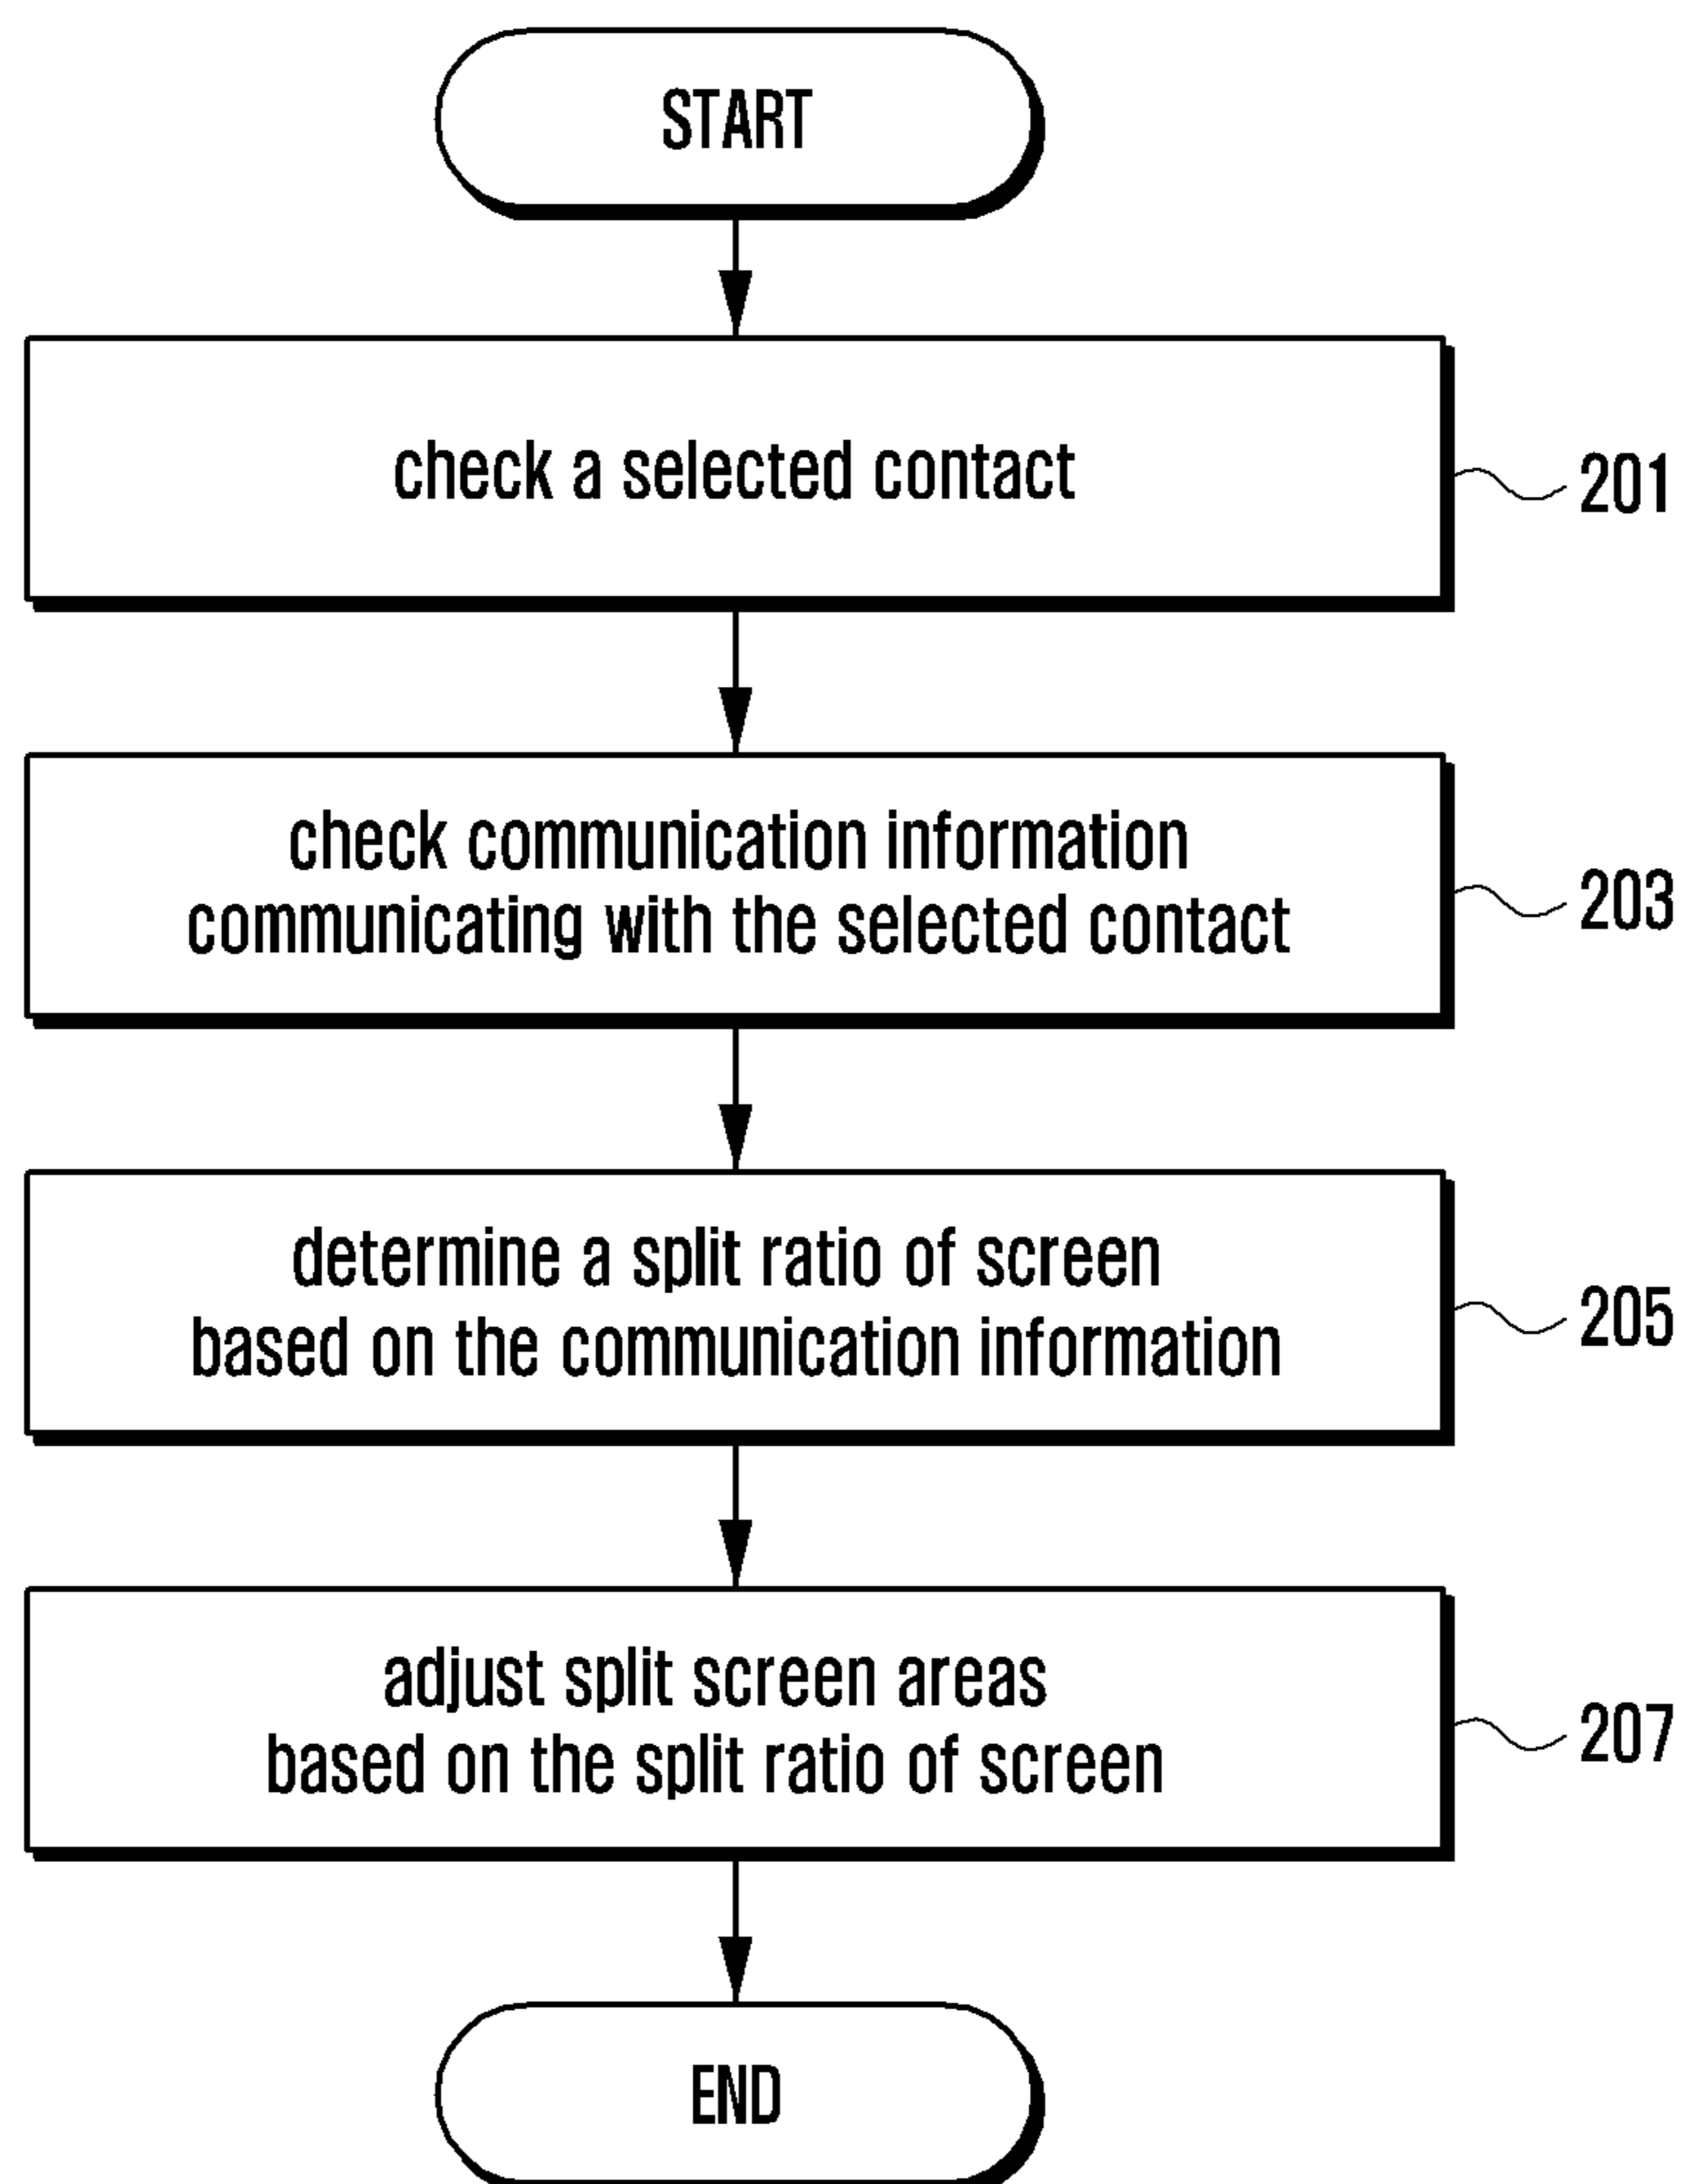 START
check a selected contact
201
check communication information
communicating with the selected contact
203
determine a split ratio of screen
based on the communication information
205
adjust split screen areas
based on the split ratio of screen
207
END